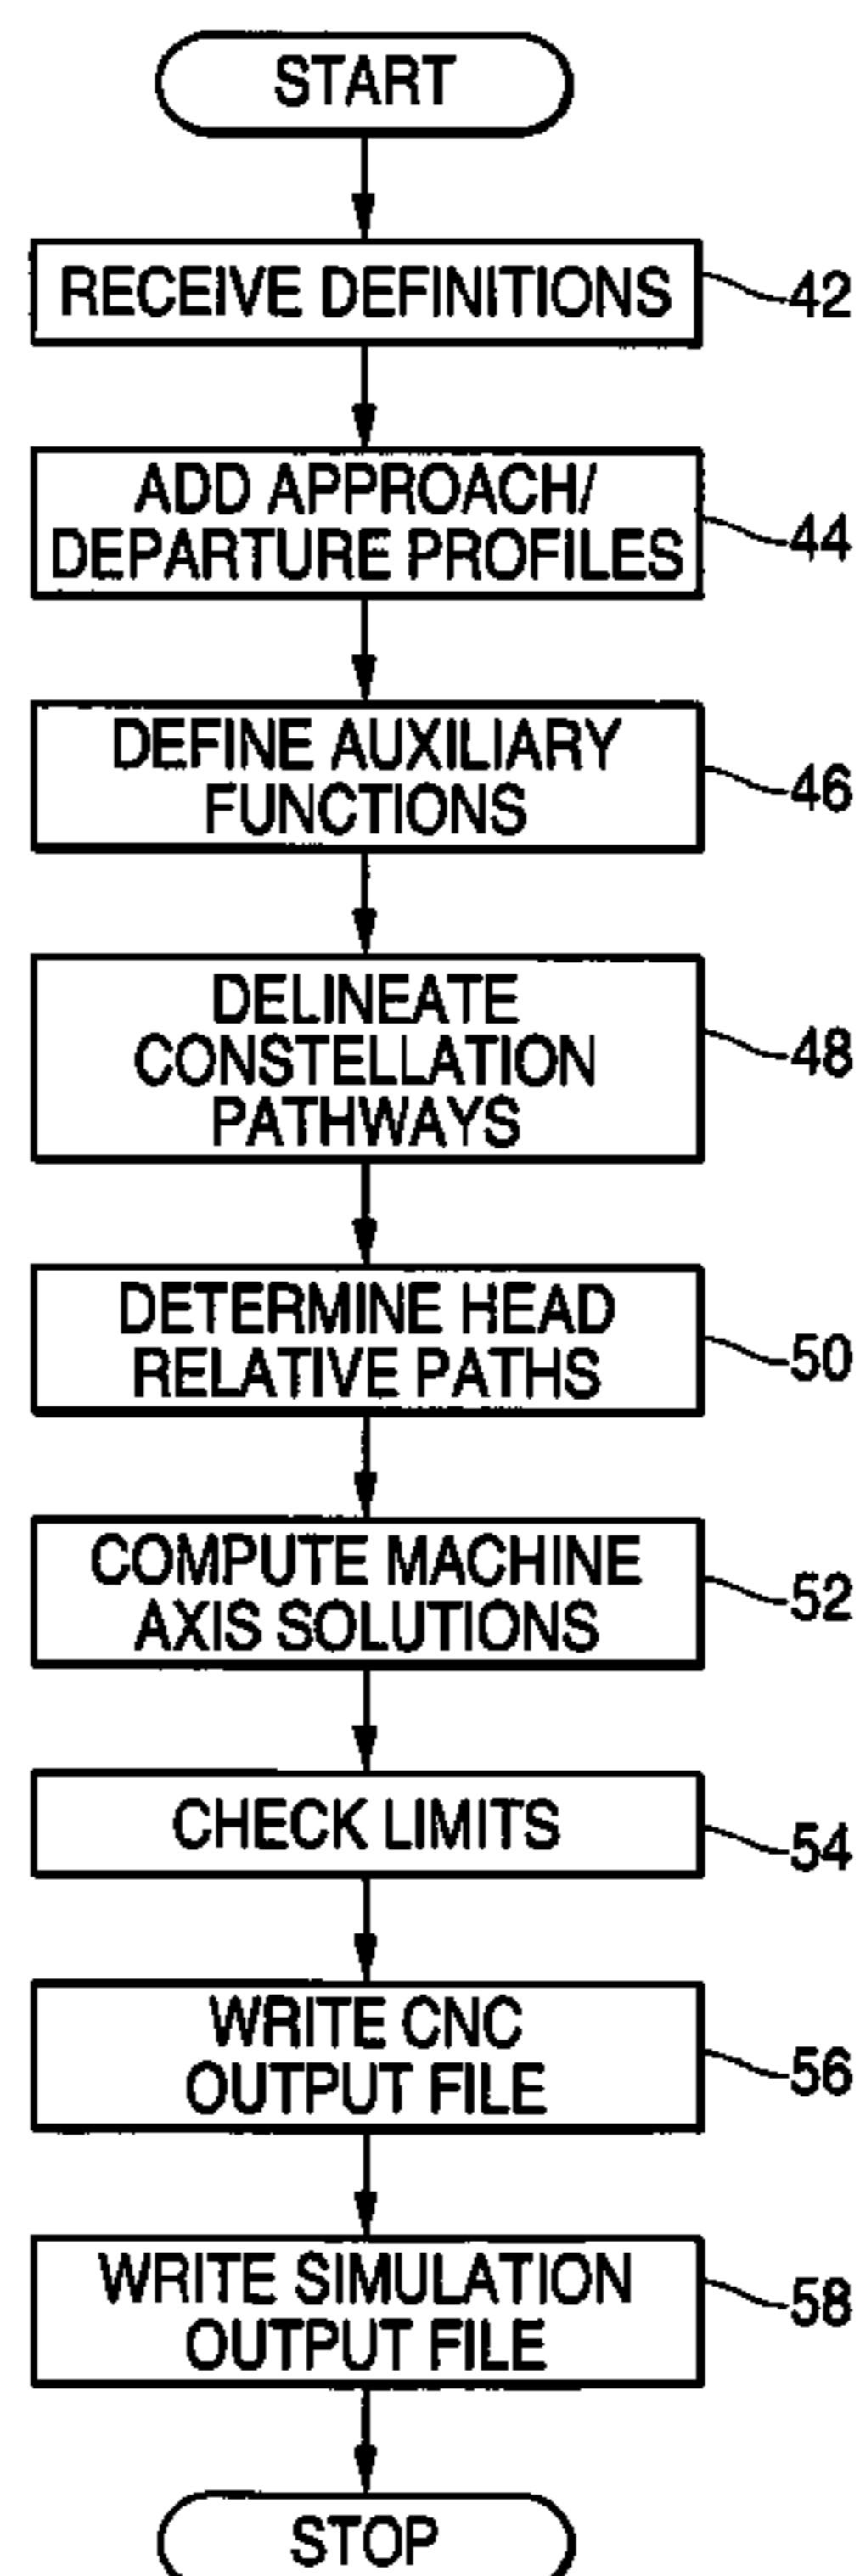 START
RECEIVE DEFINITIONS
42
ADD APPROACH/
DEPARTURE PROFILES
44
DEFINE AUXILIARY
FUNCTIONS
46
DELINEATE
CONSTELLATION
PATHWAYS
48
DETERMINE HEAD
RELATIVE PATHS
50
COMPUTE MACHINE
AXIS SOLUTIONS
52
CHECK LIMITS
54
WRITE CNC
OUTPUT FILE
56
WRITE SIMULATION
OUTPUT FILE
58
STOP